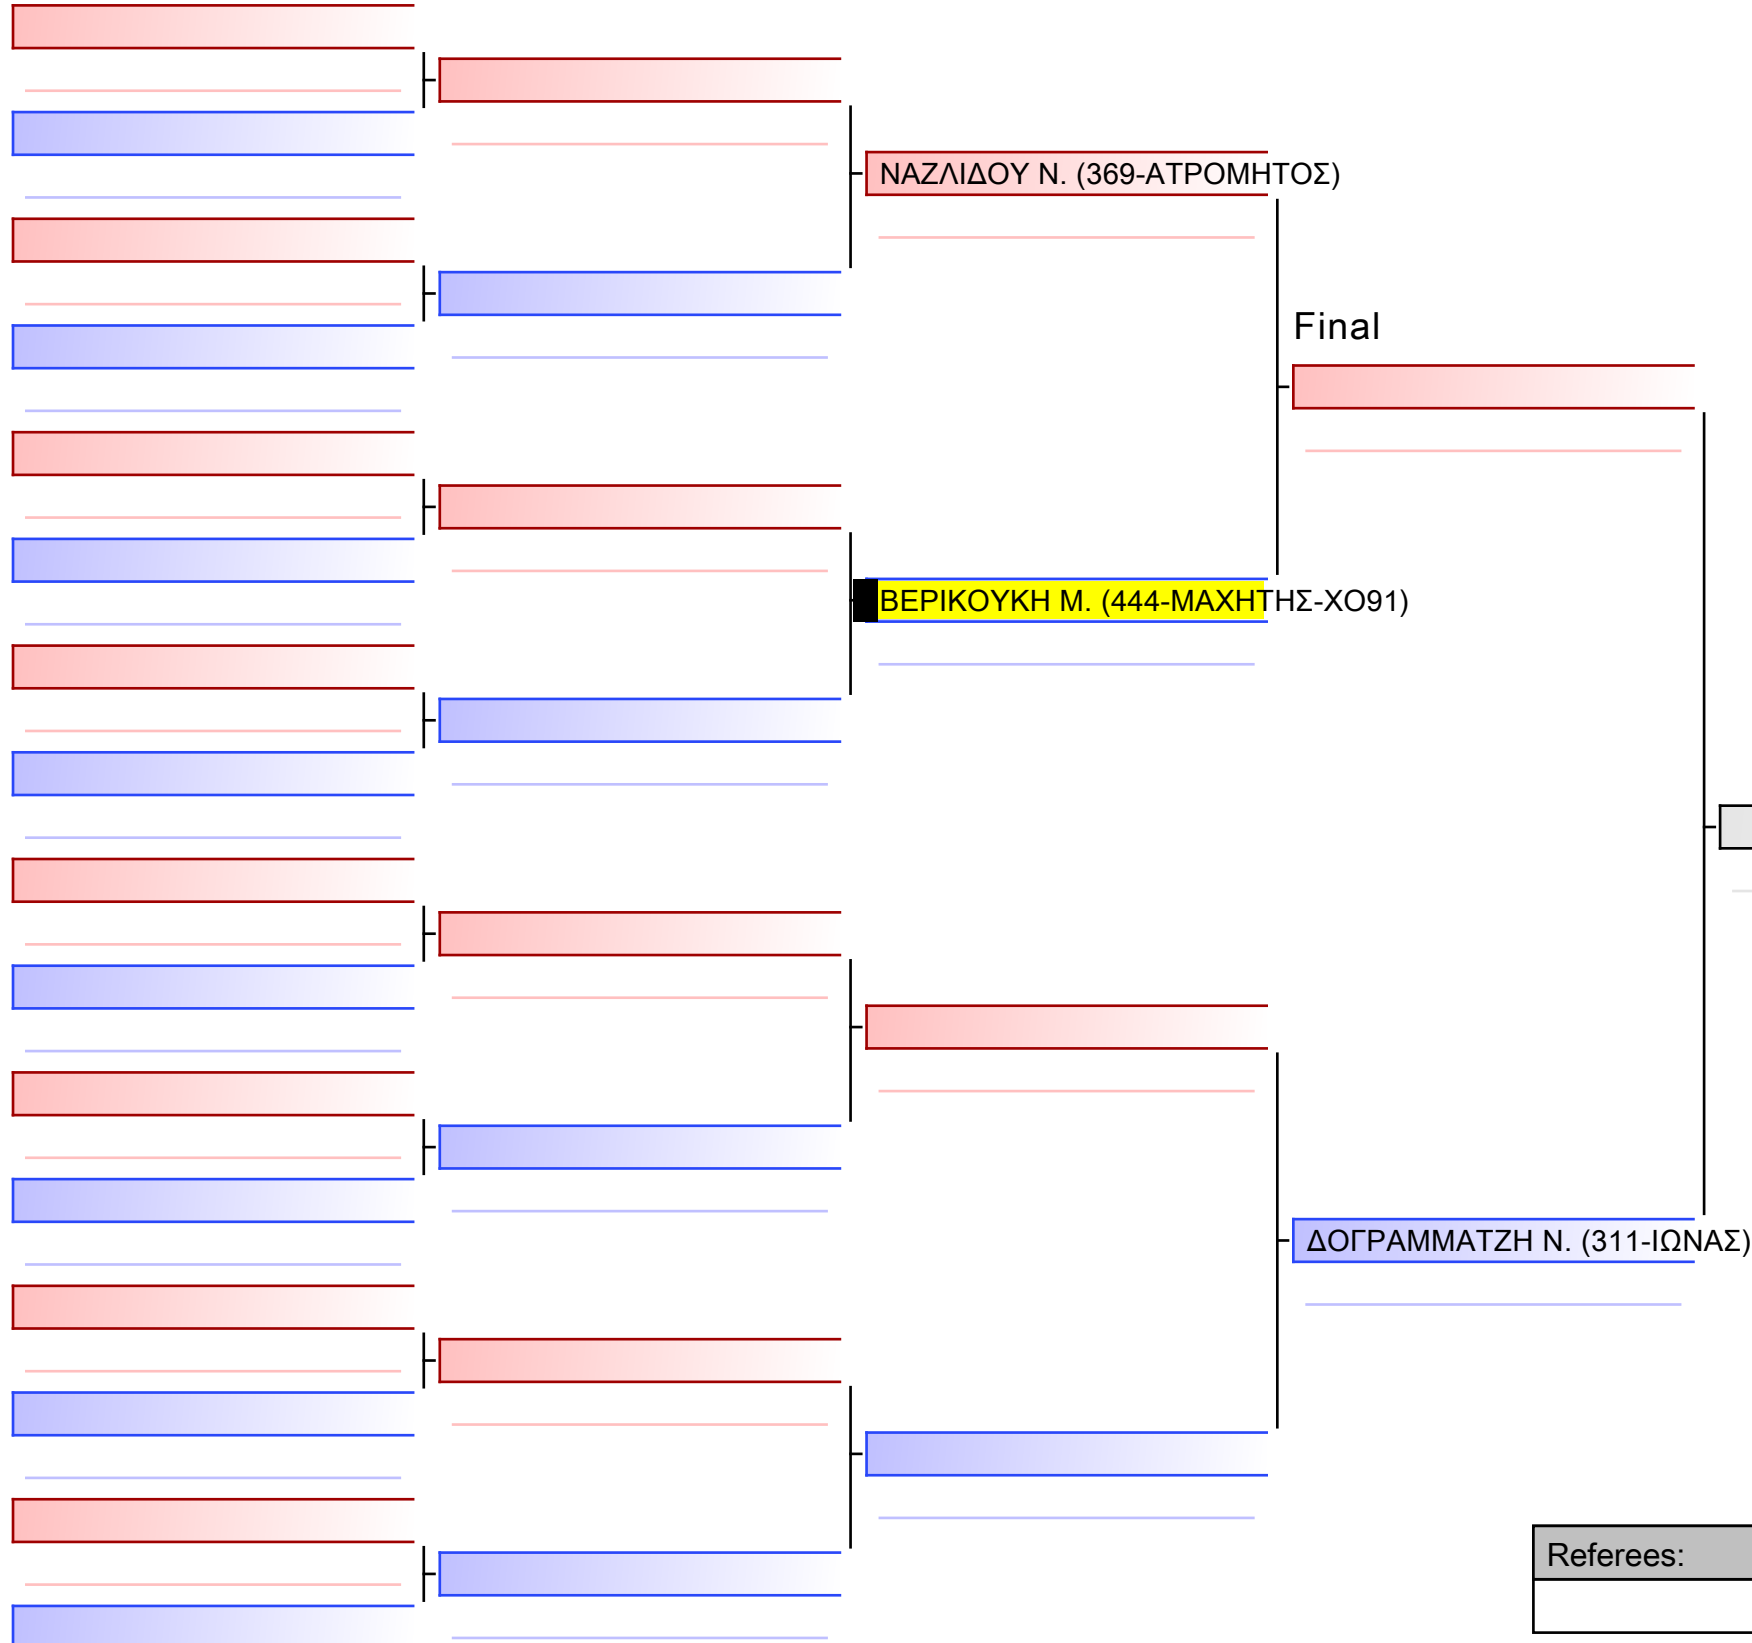 ΝΑΖΛΙΔΟΥ Ν. (369-ΑΤΡΟΜΗΤΟΣ)
Final
ΒΕΡΙΚΟΥΚΗ Μ. (444-ΜΑΧΗΤΗΣ-ΧΟ91)
ΔΟΓΡΑΜΜΑΤΖΗ Ν. (311-ΙΩΝΑΣ)
Referees: